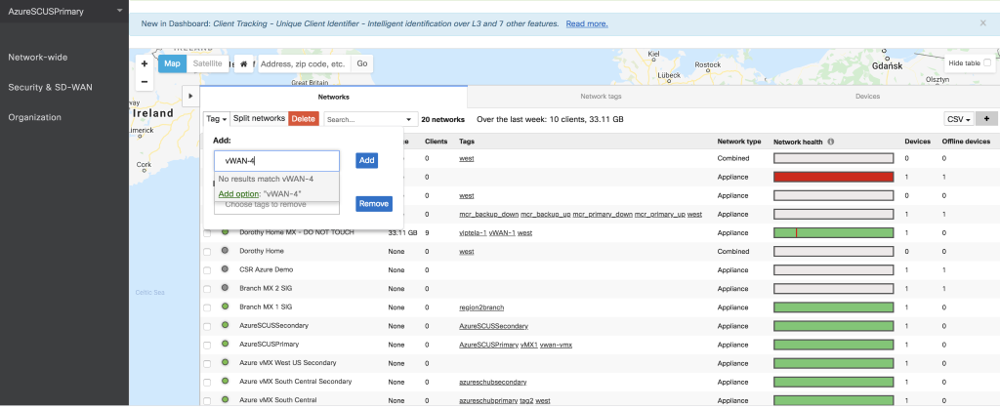 AzureSCUSPrimary
Network-wide
Security & SD-WAN
Organization
New in Dashboard: Client Tracking - Unique Client Identifier - Intelligent identification over L3 and 7 other features. Read more.
x
+ Map Satellite Address, zip code, etc. Go
−
Hide table
Great Britain
Kiel
Rostock
Lübeck
Gdańsk
Olsztyn
Ireland
Limerick
Cork
Celtic Sea
Networks Network tags Devices
Tag Split networks Delete Search... 20 networks Over the last week: 10 clients, 33.11 GB CSV +
Add:
vWAN-4 Add
No results match vWAN-4
Add option: "vWAN-4"
Choose tags to remove Remove
Clients Tags Network type Network health Devices Offline devices
0 west Combined 0 0
0 Appliance 1 1
0 west Appliance 0 0
0 mcr_backup_down mcr_backup_up mcr_primary_down mcr_primary_up west Appliance 1 1
Dorothy Home MX - DO NOT TOUCH 33.11 GB 9 viptela-1 vWAN-1 west Appliance 1 0
Dorothy Home None 0 west Combined 0 0
CSR Azure Demo None 0 Appliance 1 1
Branch MX 2 SIG None 0 Appliance 1 1
Branch MX 1 SIG None 0 region2branch Appliance 1 0
AzureSCUSSecondary None 0 AzureSCUSSecondary Appliance 1 0
AzureSCUSPrimary None 0 AzureSCUSPrimary vMX1 vwan-vmx Appliance 1 0
Azure vMX West US Secondary None 0 Appliance 1 0
Azure vMX South Central Secondary None 0 azureschubsecondary Appliance 1 0
Azure vMX South Central None 0 azureschubprimary tag2 west Appliance 1 0